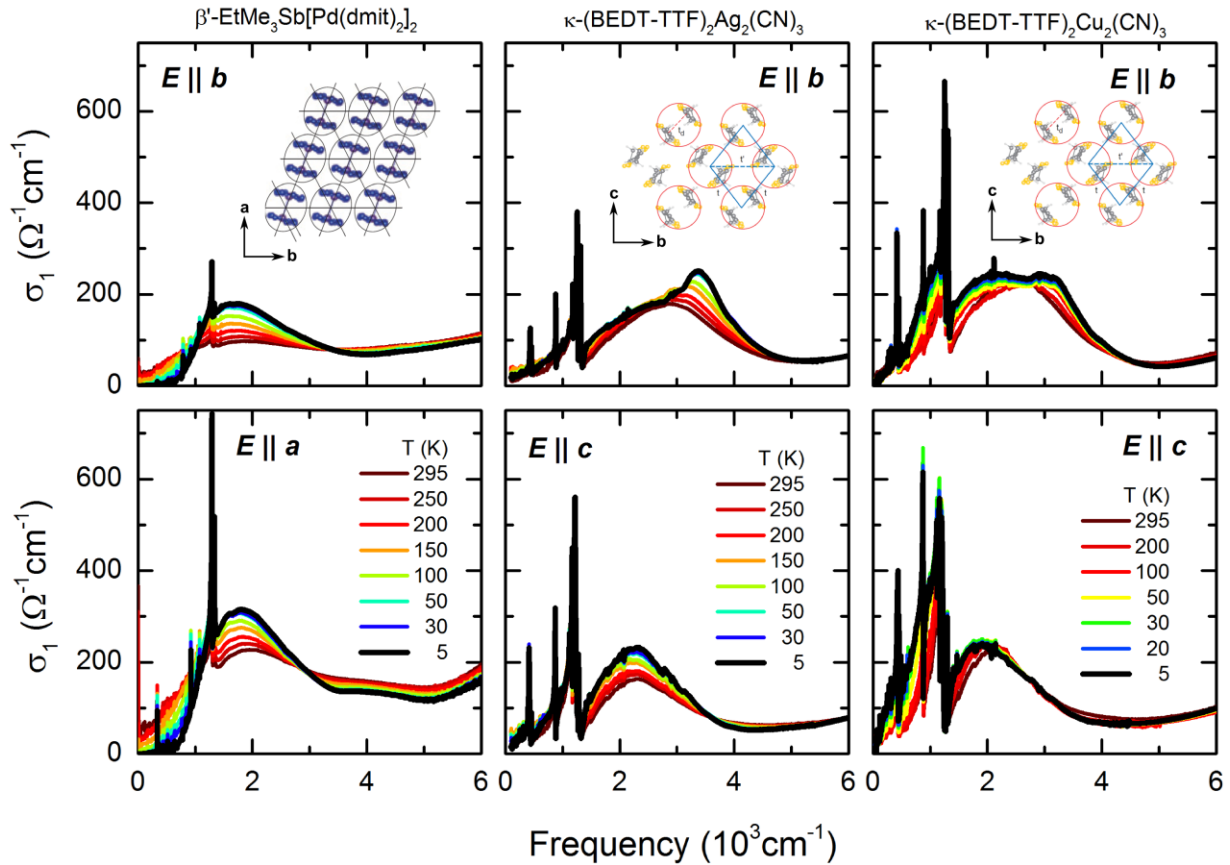 β'-EtMe₃Sb[Pd(dmit)₂]₂
κ-(BEDT-TTF)₂Ag₂(CN)₃
κ-(BEDT-TTF)₂Cu₂(CN)₃
E || b
a
b
σ₁ (Ω⁻¹cm⁻¹)
600
400
200
0
E || b
t_d
t'
t
t
c
b
E || b
t_d
t'
t
t
c
b
E || a
T (K)
295
250
200
150
100
50
30
5
σ₁ (Ω⁻¹cm⁻¹)
600
400
200
0
0
2
4
6
E || c
T (K)
295
250
200
150
100
50
30
5
0
2
4
6
E || c
T (K)
295
200
100
50
30
20
5
0
2
4
6
Frequency (10³cm⁻¹)